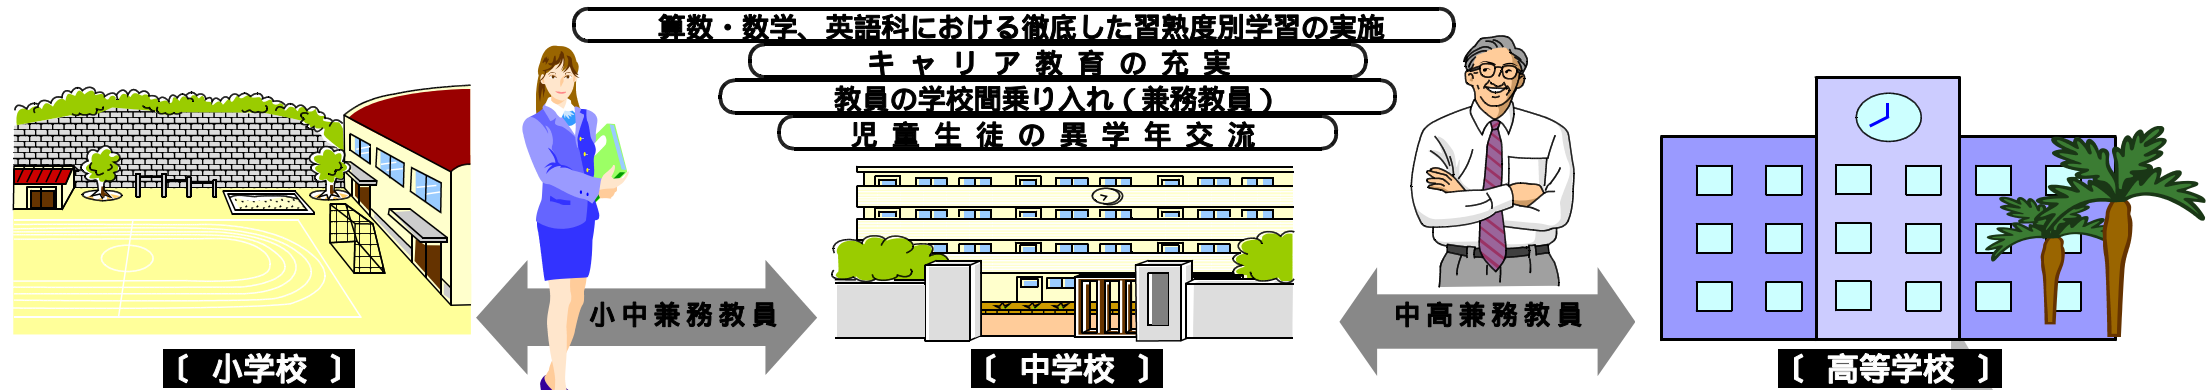 算数・数学、英語科における徹底した習熟度別学習の実施
キャリア教育の充実
教員の学校間乗り入れ（兼務教員）
児童生徒の異学年交流
小中兼務教員
中高兼務教員
〔 小学校 〕
〔 中学校 〕
〔 高等学校 〕